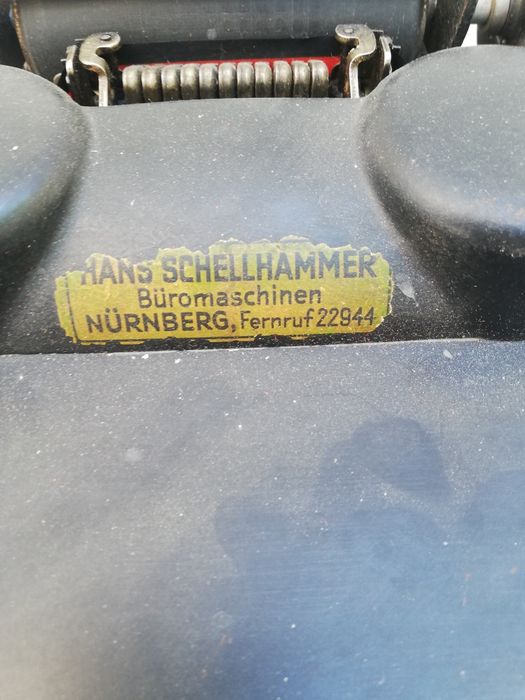 HANS SCHELLHAMMER
Büromaschinen
NÜRNBERG, Fernruf 22944